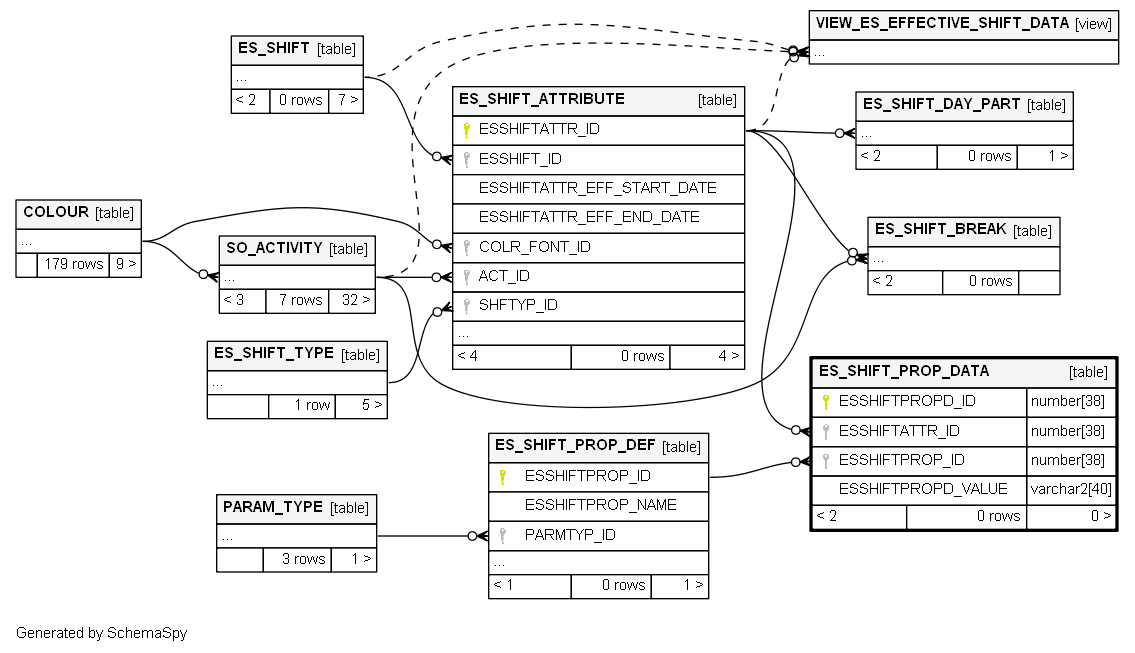 VIEW_ES_EFFECTIVE_SHIFT_DATA [view]
...
ES_SHIFT [table]
...
< 2 0 rows 7 >
ES_SHIFT_ATTRIBUTE [table]
ESSHIFTATTR_ID
ESSHIFT_ID
ESSHIFTATTR_EFF_START_DATE
ESSHIFTATTR_EFF_END_DATE
COLR_FONT_ID
ACT_ID
SHFTYP_ID
...
< 4 0 rows 4 >
ES_SHIFT_DAY_PART [table]
...
< 2 0 rows 1 >
COLOUR [table]
...
179 rows 9 >
SO_ACTIVITY [table]
...
< 3 7 rows 32 >
ES_SHIFT_BREAK [table]
...
< 2 0 rows
ES_SHIFT_TYPE [table]
...
1 row 5 >
ES_SHIFT_PROP_DATA [table]
ESSHIFTPROPD_ID number[38]
ESSHIFTATTR_ID number[38]
ESSHIFTPROP_ID number[38]
ESSHIFTPROPD_VALUE varchar2[40]
< 2 0 rows 0 >
ES_SHIFT_PROP_DEF [table]
ESSHIFTPROP_ID
ESSHIFTPROP_NAME
PARMTYP_ID
...
< 1 0 rows 1 >
PARAM_TYPE [table]
...
3 rows 1 >
Generated by SchemaSpy